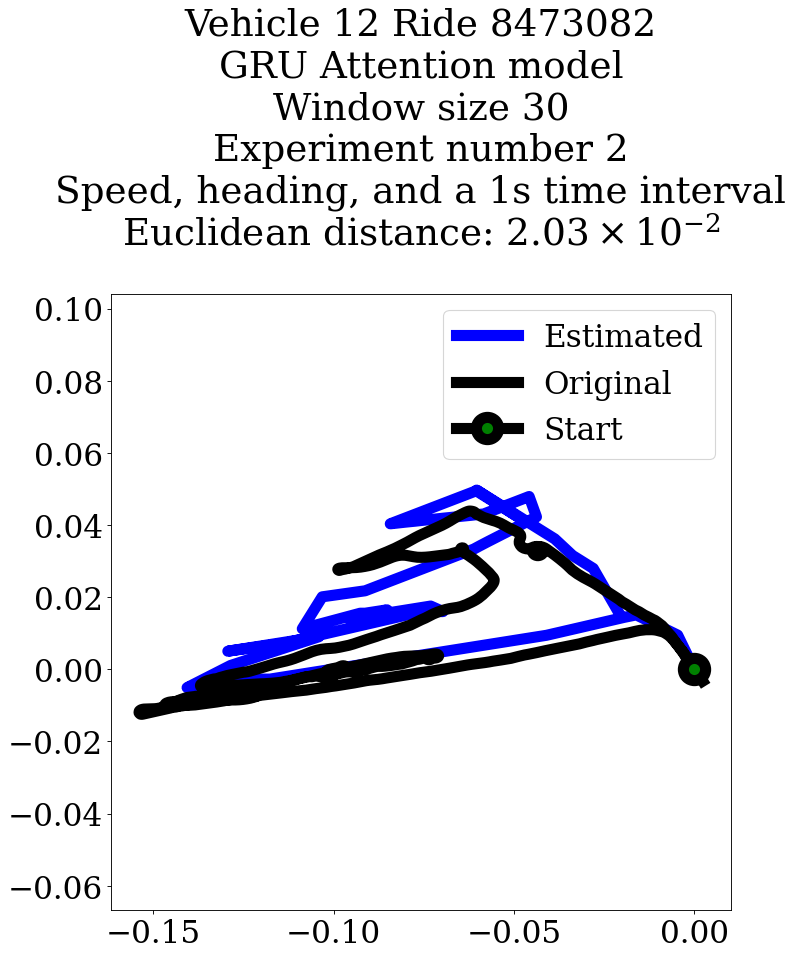 Vehicle 12 Ride 8473082
GRU Attention model
Window size 30
Experiment number 2
Speed, heading, and a 1s time interval
Euclidean distance: 2.03 × 10⁻²
Estimated
Original
Start
0.10
0.08
0.06
0.04
0.02
0.00
−0.02
−0.04
−0.06
−0.15 −0.10 −0.05 0.00